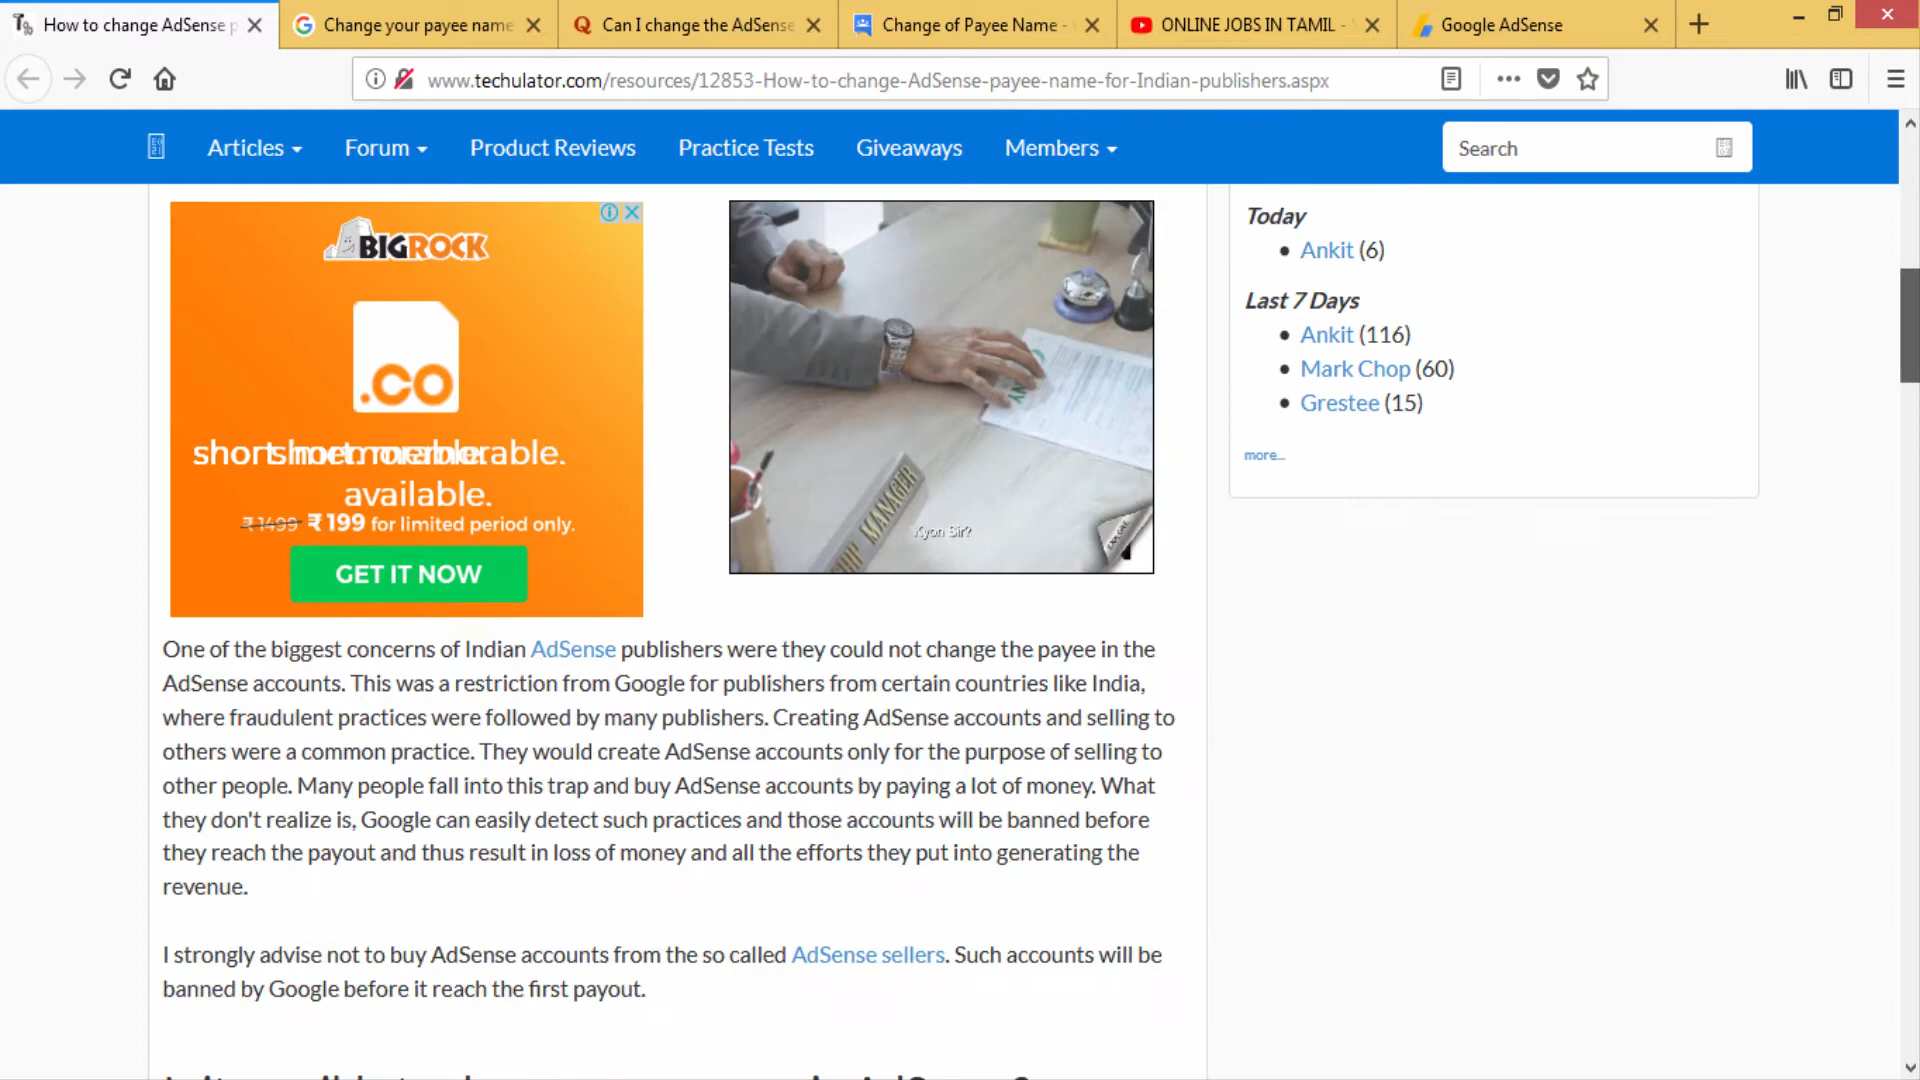 How to change AdSense p
Change your payee name
Can I change the AdSense
Change of Payee Name -
ONLINE JOBS IN TAMIL -
Google AdSense
www.techulator.com/resources/12853-How-to-change-AdSense-payee-name-for-Indian-publishers.aspx
Articles
Forum
Product Reviews
Practice Tests
Giveaways
Members
Search
BIGROCK
.co
available.
₹1499 ₹199 for limited period only.
GET IT NOW
MANAGER
Kyon Sir?
Today
Ankit (6)
Last 7 Days
Ankit (116)
Mark Chop (60)
Grestee (15)
more...
One of the biggest concerns of Indian AdSense publishers were they could not change the payee in the
AdSense accounts. This was a restriction from Google for publishers from certain countries like India,
where fraudulent practices were followed by many publishers. Creating AdSense accounts and selling to
others were a common practice. They would create AdSense accounts only for the purpose of selling to
other people. Many people fall into this trap and buy AdSense accounts by paying a lot of money. What
they don't realize is, Google can easily detect such practices and those accounts will be banned before
they reach the payout and thus result in loss of money and all the efforts they put into generating the
revenue.
I strongly advise not to buy AdSense accounts from the so called AdSense sellers. Such accounts will be
banned by Google before it reach the first payout.